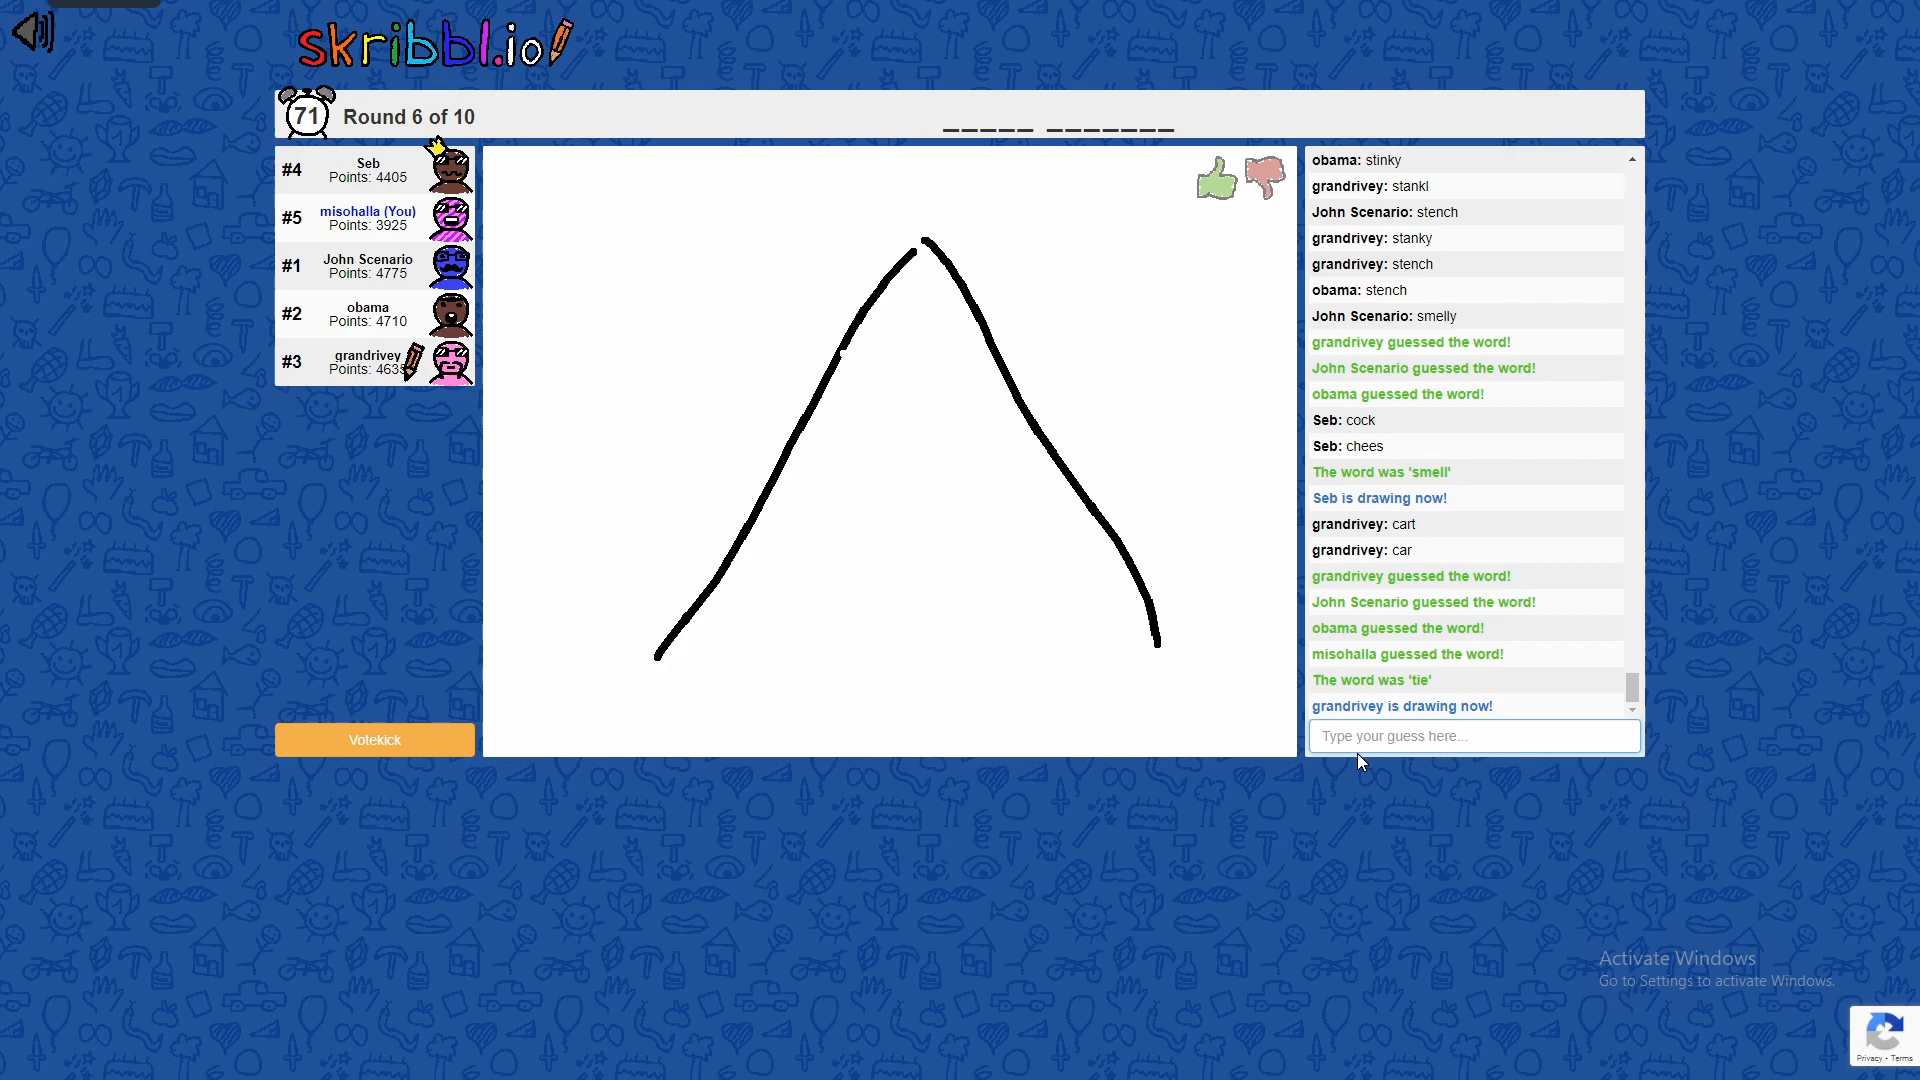 skribbl.io
71 Round 6 of 10
_____ _______
#4 Seb
Points: 4405
#5 misohalla (You)
Points: 3925
#1 John Scenario
Points: 4775
#2 obama
Points: 4710
#3 grandrivey
Points: 4635
Votekick
obama: stinky
grandrivey: stankl
John Scenario: stench
grandrivey: stanky
grandrivey: stench
obama: stench
John Scenario: smelly
grandrivey guessed the word!
John Scenario guessed the word!
obama guessed the word!
Seb: cock
Seb: chees
The word was 'smell'
Seb is drawing now!
grandrivey: cart
grandrivey: car
grandrivey guessed the word!
John Scenario guessed the word!
obama guessed the word!
misohalla guessed the word!
The word was 'tie'
grandrivey is drawing now!
Type your guess here...
Activate Windows
Go to Settings to activate Windows.
Privacy - Terms